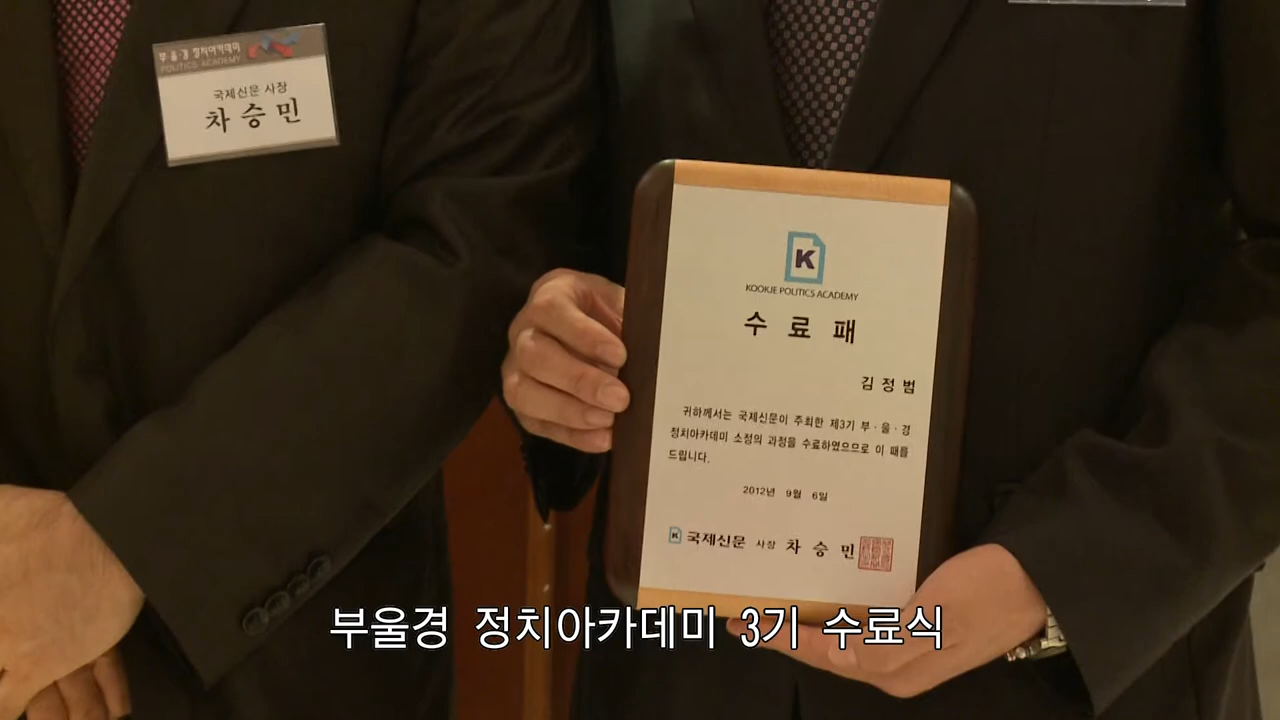 부·울·경 정치아카데미
POLITICS ACADEMY
국제신문 사장
차승민
K
KOOKJE POLITICS ACADEMY
수료패
김정범
귀하께서는 국제신문이 주최한 제3기 부·울·경
정치아카데미 소정의 과정을 수료하였으므로 이 패를
드립니다.
2012년 9월 6일
K 국제신문 사장 차승민
부울경 정치아카데미 3기 수료식